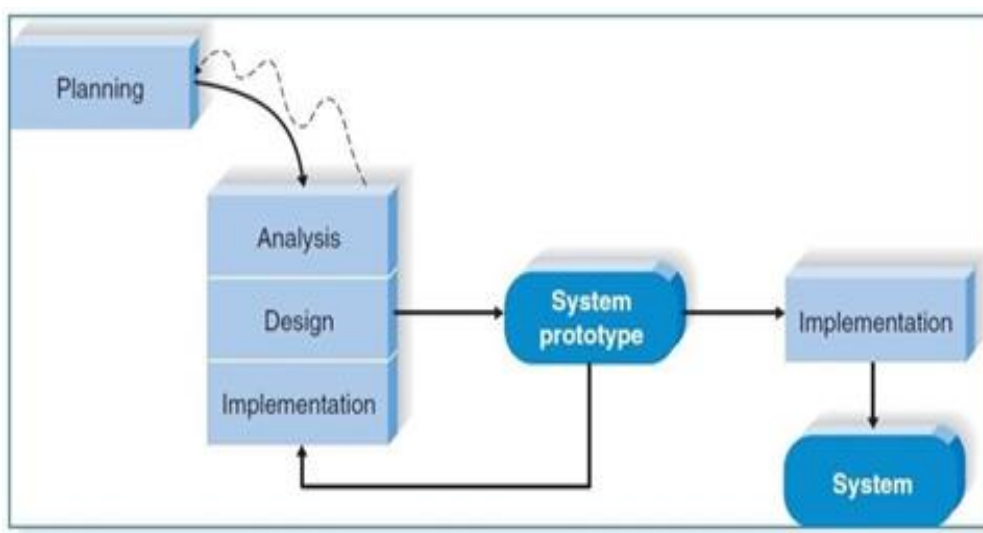 Planning
Analysis
Design
Implementation
System
prototype
Implementation
System